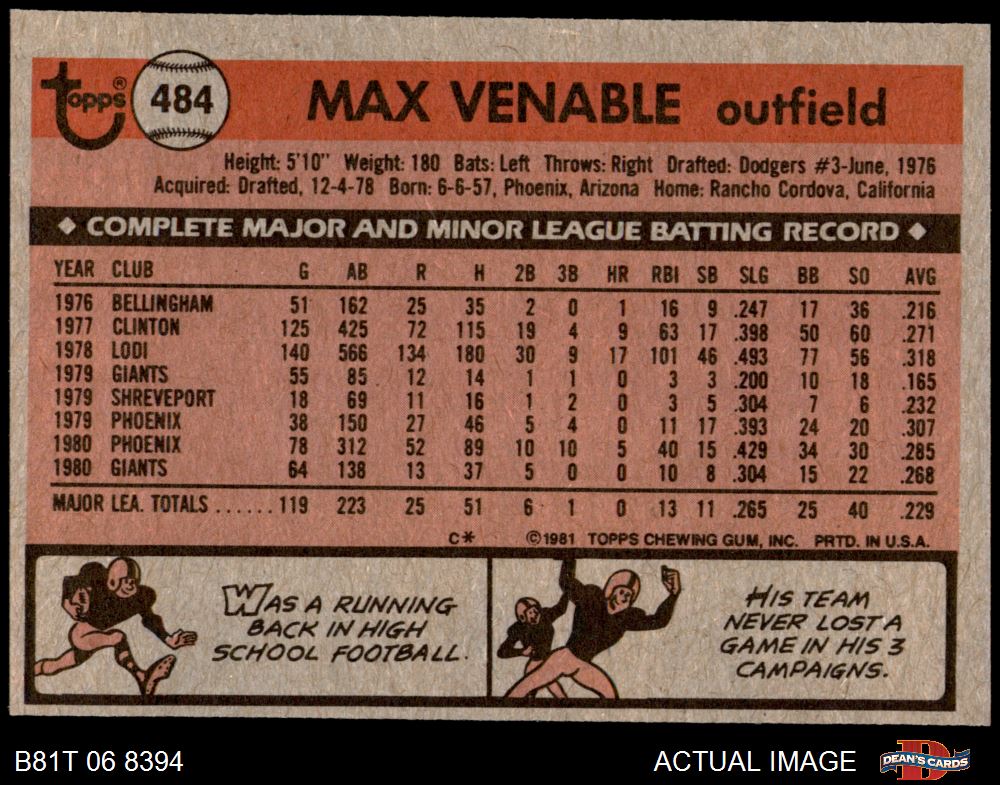 Topps® 484 MAX VENABLE outfield
Height: 5'10" Weight: 180 Bats: Left Throws: Right Drafted: Dodgers #3-June, 1976
Acquired: Drafted, 12-4-78 Born: 6-6-57, Phoenix, Arizona Home: Rancho Cordova, California
◆ COMPLETE MAJOR AND MINOR LEAGUE BATTING RECORD ◆
YEAR CLUB G AB R H 2B 3B HR RBI SB SLG BB SO AVG
1976 BELLINGHAM 51 162 25 35 2 0 1 16 9 .247 17 36 .216
1977 CLINTON 125 425 72 115 19 4 9 63 17 .398 50 60 .271
1978 LODI 140 566 134 180 30 9 17 101 46 .493 77 56 .318
1979 GIANTS 55 85 12 14 1 1 0 3 3 .200 10 18 .165
1979 SHREVEPORT 18 69 11 16 1 2 0 3 5 .304 7 6 .232
1979 PHOENIX 38 150 27 46 5 4 0 11 17 .393 24 20 .307
1980 PHOENIX 78 312 52 89 10 10 5 40 15 .429 34 30 .285
1980 GIANTS 64 138 13 37 5 0 0 10 8 .304 15 22 .268
MAJOR LEA. TOTALS ...... 119 223 25 51 6 1 0 13 11 .265 25 40 .229
C* ©1981 TOPPS CHEWING GUM, INC. PRTD. IN U.S.A.
WAS A RUNNING
BACK IN HIGH
SCHOOL FOOTBALL.
HIS TEAM
NEVER LOST A
GAME IN HIS 3
CAMPAIGNS.
B81T 06 8394 ACTUAL IMAGE DEAN'S CARDS